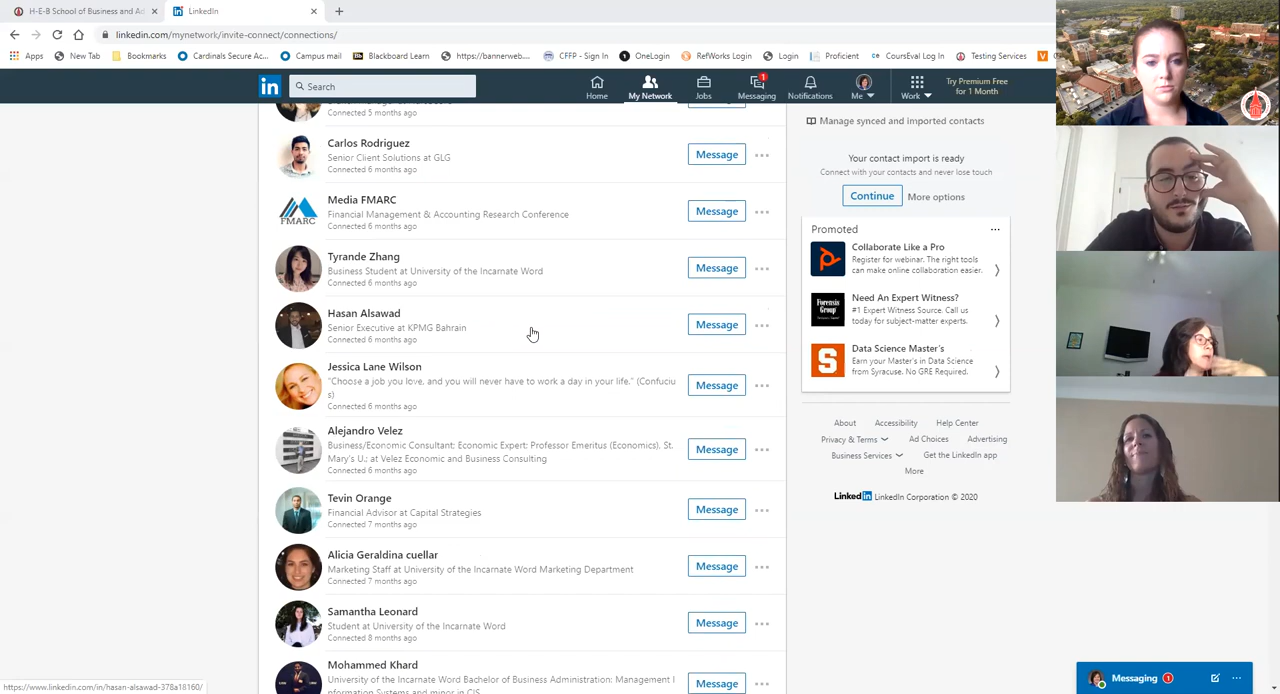 H-E-B School of Business and Ad
LinkedIn
linkedin.com/mynetwork/invite-connect/connections/
Apps
New Tab
Bookmarks
Cardinals Secure Ac...
Campus mail
Blackboard Learn
https://bannerweb....
CFFP - Sign In
OneLogin
RefWorks Login
Login
Proficient
CoursEval Log In
Testing Services
Search
Home
My Network
Jobs
Messaging
Notifications
Me
Work
Try Premium Free
for 1 Month
Connected 5 months ago
Carlos Rodriguez
Senior Client Solutions at GLG
Connected 6 months ago
Message
Media FMARC
Financial Management & Accounting Research Conference
Connected 6 months ago
Message
Tyrande Zhang
Business Student at University of the Incarnate Word
Connected 6 months ago
Message
Hasan Alsawad
Senior Executive at KPMG Bahrain
Connected 6 months ago
Message
Jessica Lane Wilson
"Choose a job you love, and you will never have to work a day in your life." (Confuciu
s)
Connected 6 months ago
Message
Alejandro Velez
Business/Economic Consultant; Economic Expert; Professor Emeritus (Economics), St.
Mary's U.; at Velez Economic and Business Consulting
Connected 6 months ago
Message
Tevin Orange
Financial Advisor at Capital Strategies
Connected 7 months ago
Message
Alicia Geraldina cuellar
Marketing Staff at University of the Incarnate Word Marketing Department
Connected 7 months ago
Message
Samantha Leonard
Student at University of the Incarnate Word
Connected 8 months ago
Message
Mohammed Khard
University of the Incarnate Word Bachelor of Business Administration: Management I
nformation Systems and minor in CIS
Message
Manage synced and imported contacts
Your contact import is ready
Connect with your contacts and never lose touch
Continue
More options
Promoted
Collaborate Like a Pro
Register for webinar. The right tools
can make online collaboration easier.
Need An Expert Witness?
#1 Expert Witness Source. Call us
today for subject-matter experts.
Data Science Master's
Earn your Master's in Data Science
from Syracuse. No GRE Required.
About
Accessibility
Help Center
Privacy & Terms
Ad Choices
Advertising
Business Services
Get the LinkedIn app
More
LinkedIn LinkedIn Corporation © 2020
Messaging 1
https://www.linkedin.com/in/hasan-alsawad-378a18160/